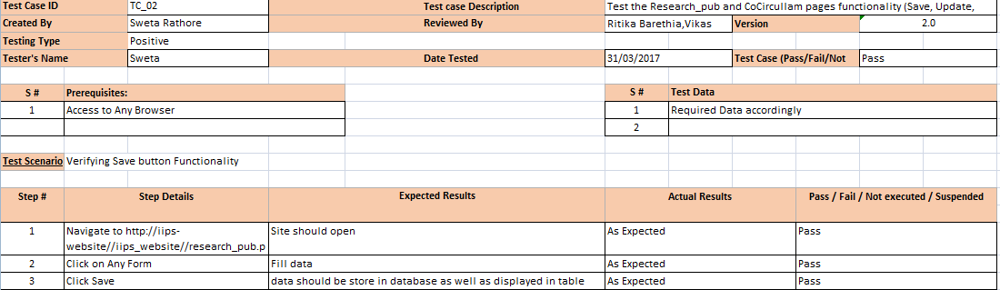 Test Case ID TC_02 Test case Description Test the Research_pub and CoCircullam pages functionality (Save, Update,
Created By Sweta Rathore Reviewed By Ritika Barethia,Vikas Version 2.0
Testing Type Positive
Tester's Name Sweta Date Tested 31/03/2017 Test Case (Pass/Fail/Not Pass
S # Prerequisites: S # Test Data
1 Access to Any Browser 1 Required Data accordingly
2
Test Scenario Verifying Save button Functionality
Step # Step Details Expected Results Actual Results Pass / Fail / Not executed / Suspended
1 Navigate to http://iips- Site should open As Expected Pass
website//iips_website//research_pub.p
2 Click on Any Form Fill data As Expected Pass
3 Click Save data should be store in database as well as displayed in table As Expected Pass